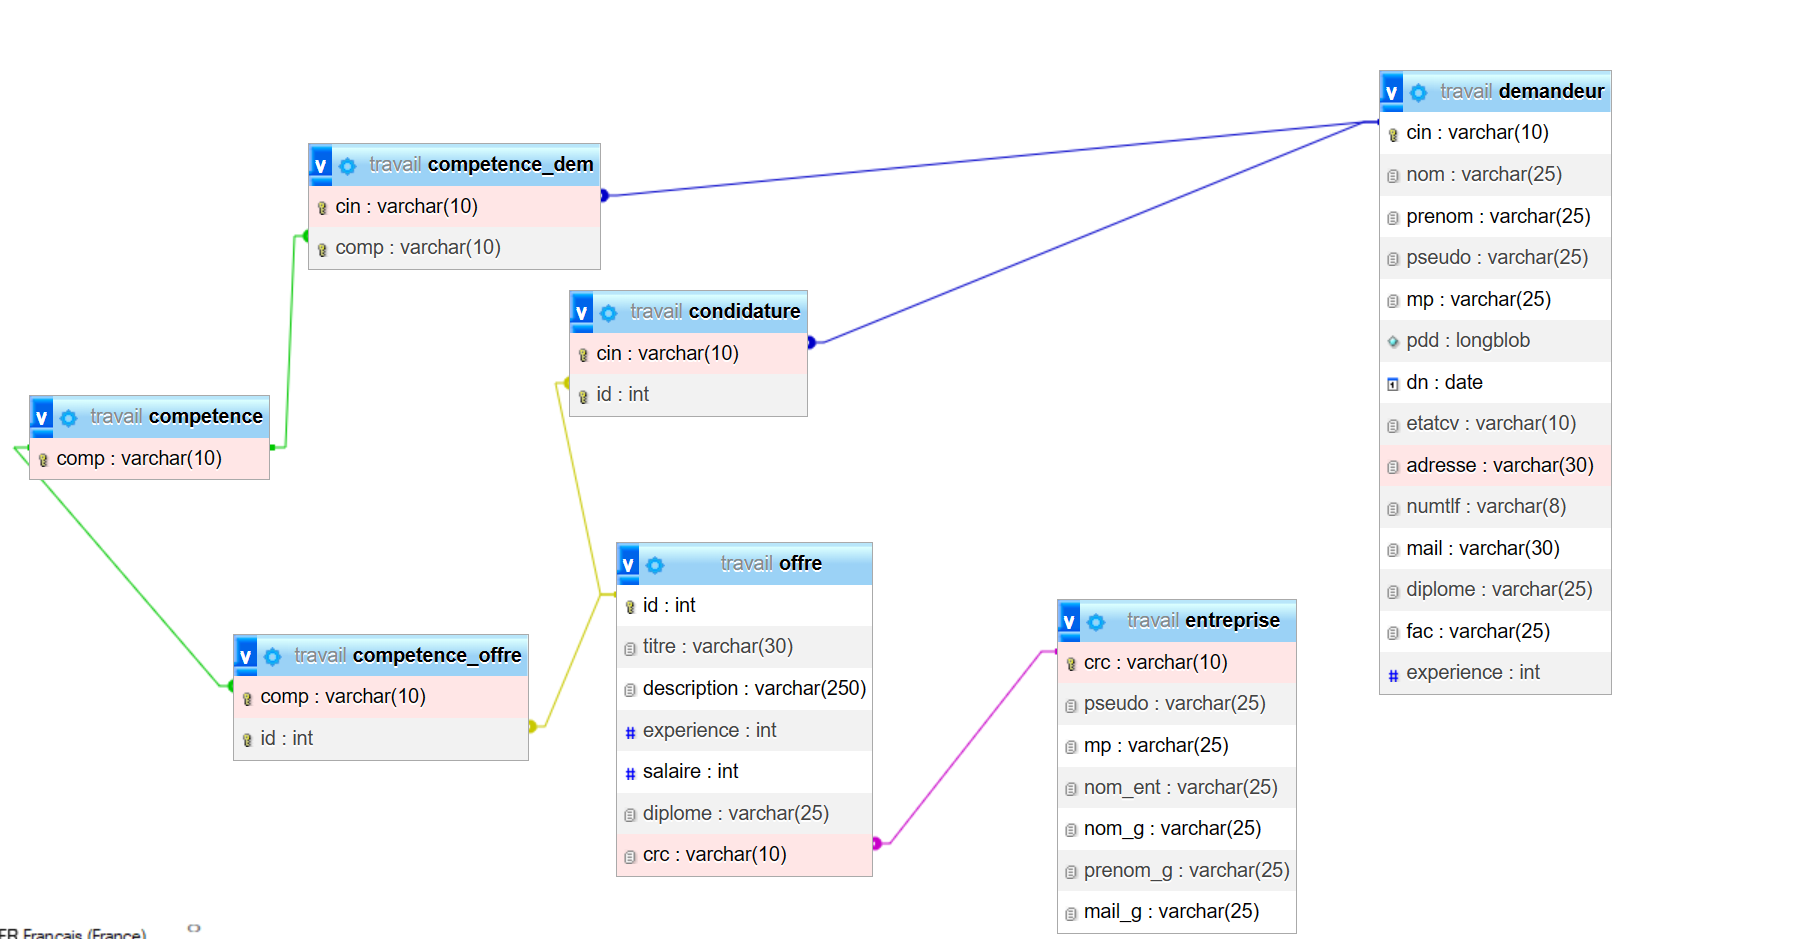 travail demandeur
cin : varchar(10)
nom : varchar(25)
prenom : varchar(25)
pseudo : varchar(25)
mp : varchar(25)
pdd : longblob
dn : date
etatcv : varchar(10)
adresse : varchar(30)
numtlf : varchar(8)
mail : varchar(30)
diplome : varchar(25)
fac : varchar(25)
experience : int
travail competence_dem
cin : varchar(10)
comp : varchar(10)
travail condidature
cin : varchar(10)
id : int
travail competence
comp : varchar(10)
travail offre
id : int
titre : varchar(30)
description : varchar(250)
experience : int
salaire : int
diplome : varchar(25)
crc : varchar(10)
travail entreprise
crc : varchar(10)
pseudo : varchar(25)
mp : varchar(25)
nom_ent : varchar(25)
nom_g : varchar(25)
prenom_g : varchar(25)
mail_g : varchar(25)
travail competence_offre
comp : varchar(10)
id : int
Français (France)